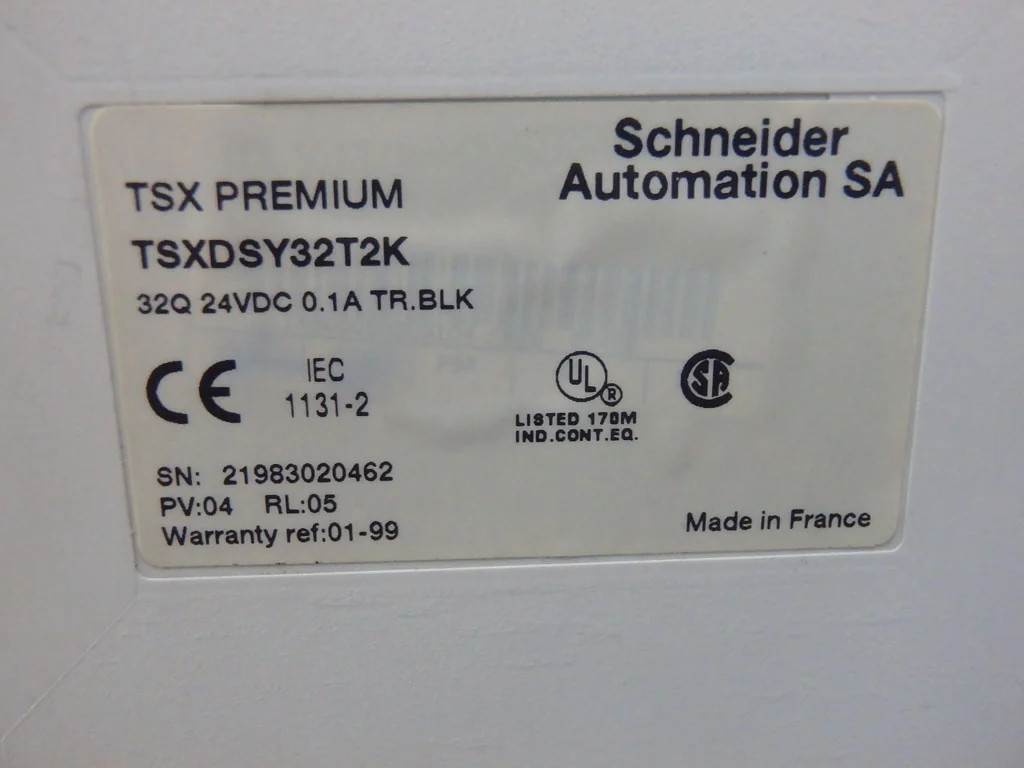 Schneider
Automation SA
TSX PREMIUM
TSXDSY32T2K
32Q 24VDC 0.1A TR.BLK
CE
IEC
1131-2
UL®
LISTED 170M
IND.CONT.EQ.
SA
SN: 21983020462
PV:04 RL:05
Warranty ref:01-99
Made in France